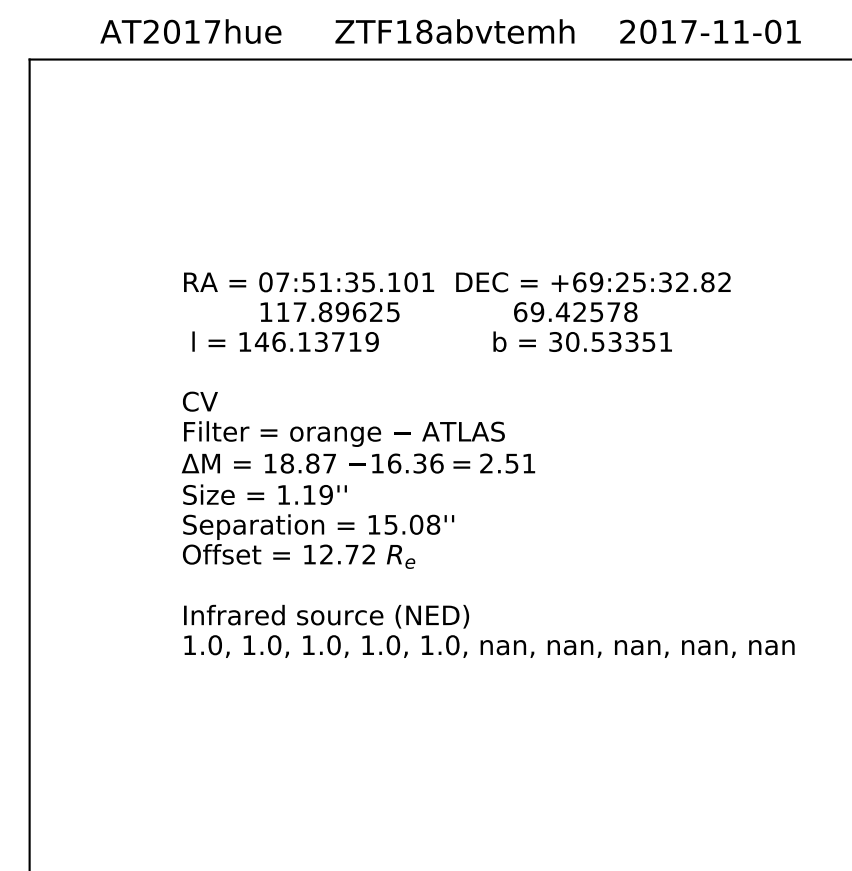 AT2017hue ZTF18abvtemh 2017-11-01
RA = 07:51:35.101 DEC = +69:25:32.82
117.89625 69.42578
l = 146.13719 b = 30.53351
CV
Filter = orange − ATLAS
ΔM = 18.87 −16.36 = 2.51
Size = 1.19''
Separation = 15.08''
Offset = 12.72 Rₑ
Infrared source (NED)
1.0, 1.0, 1.0, 1.0, 1.0, nan, nan, nan, nan, nan